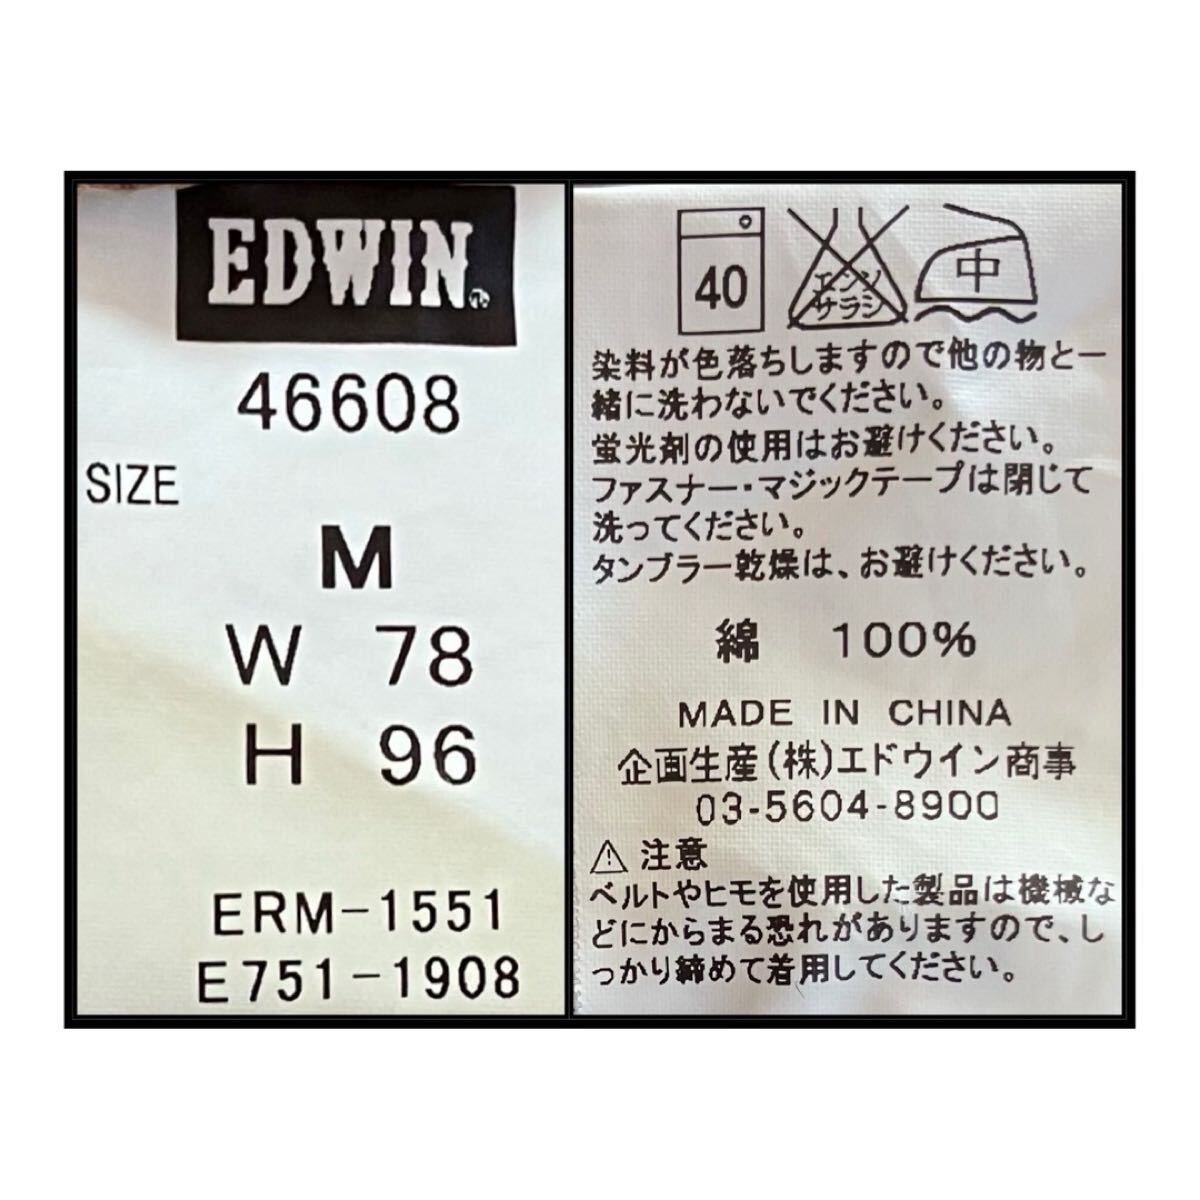 EDWIN
46608
SIZE
M
W 78
H 96
ERM-1551
E751-1908
40
エンソ
サラシ
中
染料が色落ちしますので他の物と一
緒に洗わないでください。
蛍光剤の使用はお避けください。
ファスナー・マジックテープは閉じて
洗ってください。
タンブラー乾燥は、お避けください。
綿 100%
MADE IN CHINA
企画生産(株)エドウイン商事
03-5604-8900
⚠ 注意
ベルトやヒモを使用した製品は機械な
どにからまる恐れがありますので、し
っかり締めて着用してください。